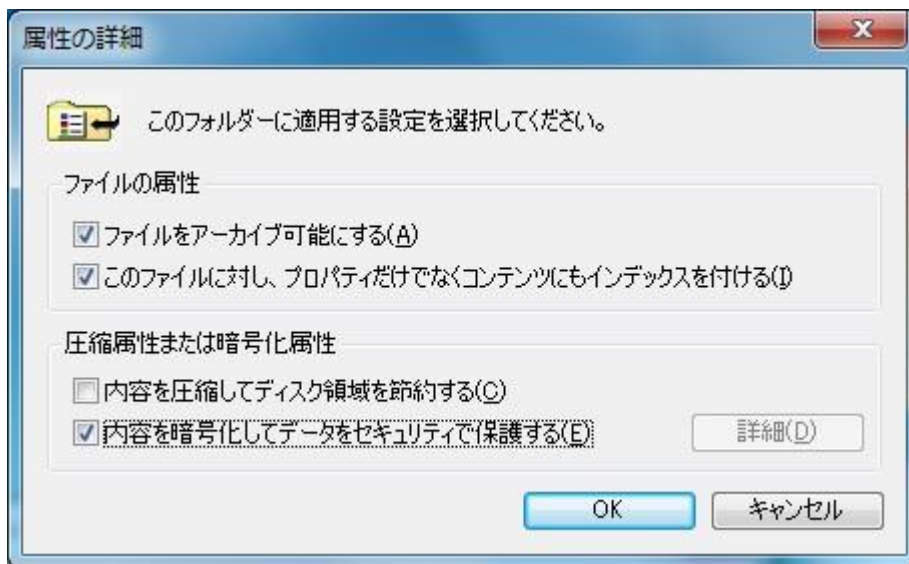 属性の詳細
このフォルダーに適用する設定を選択してください。
ファイルの属性
ファイルをアーカイブ可能にする(A)
このファイルに対し、プロパティだけでなくコンテンツにもインデックスを付ける(I)
圧縮属性または暗号化属性
内容を圧縮してディスク領域を節約する(C)
内容を暗号化してデータをセキュリティで保護する(E)
詳細(D)
OK
キャンセル